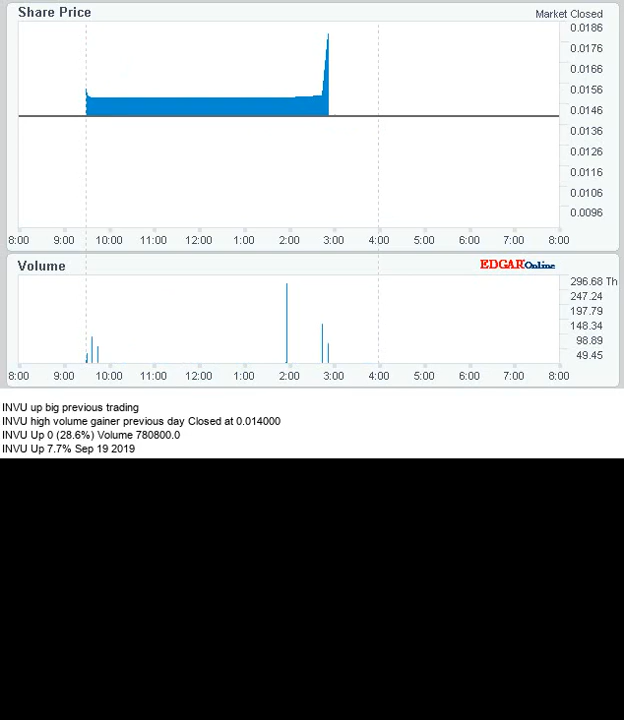 Share Price
Market Closed
0.0186
0.0176
0.0166
0.0156
0.0146
0.0136
0.0126
0.0116
0.0106
0.0096
8:00 9:00 10:00 11:00 12:00 1:00 2:00 3:00 4:00 5:00 6:00 7:00 8:00
Volume
EDGAROnline
296.68 Th
247.24
197.79
148.34
98.89
49.45
8:00 9:00 10:00 11:00 12:00 1:00 2:00 3:00 4:00 5:00 6:00 7:00 8:00
INVU up big previous trading
INVU high volume gainer previous day Closed at 0.014000
INVU Up 0 (28.6%) Volume 780800.0
INVU Up 7.7% Sep 19 2019